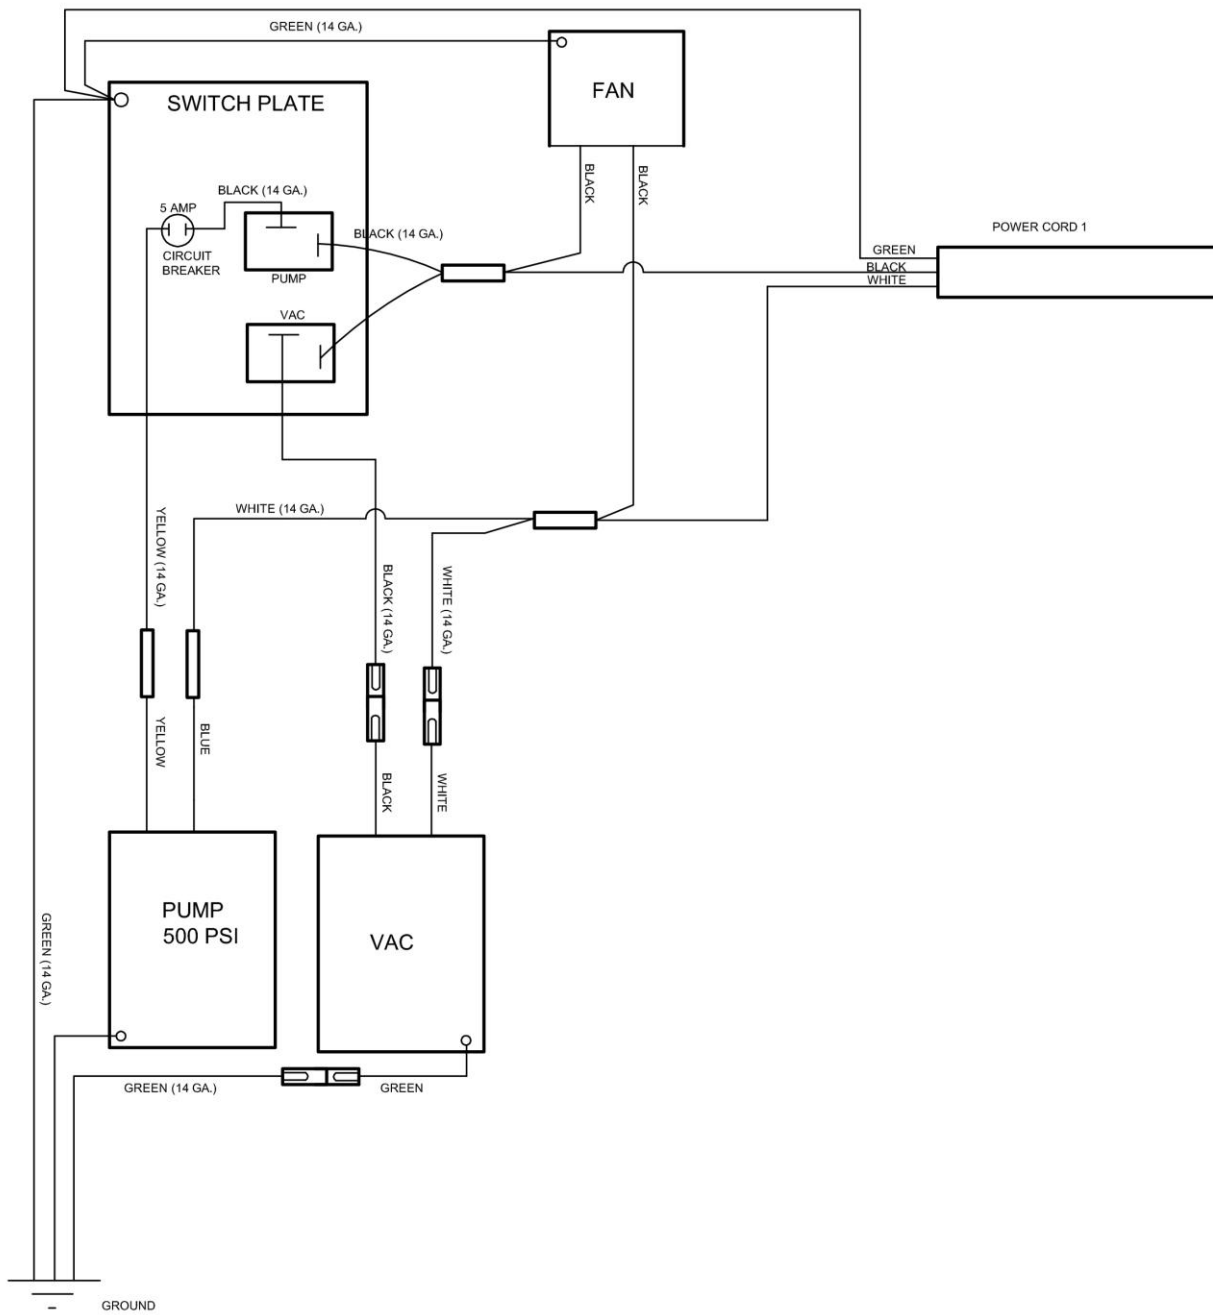 GREEN (14 GA.)
SWITCH PLATE
FAN
BLACK
BLACK
BLACK (14 GA.)
5 AMP
CIRCUIT
BREAKER
PUMP
BLACK (14 GA.)
VAC
POWER CORD 1
GREEN
BLACK
WHITE
WHITE (14 GA.)
YELLOW (14 GA.)
BLACK (14 GA.)
WHITE (14 GA.)
YELLOW
BLUE
BLACK
WHITE
PUMP
500 PSI
VAC
GREEN (14 GA.)
GREEN (14 GA.)
GREEN
GROUND